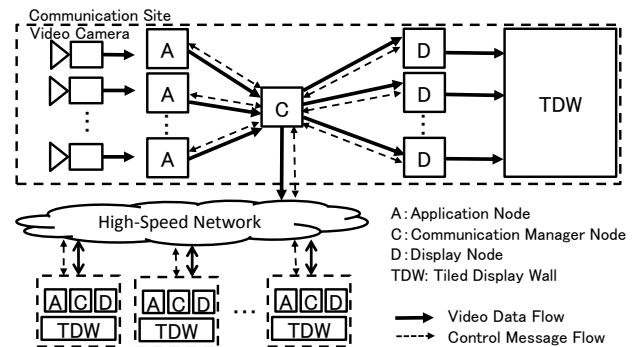 Communication Site
Video Camera
A
D
A
C
D
TDW
A
D
High-Speed Network
A:Application Node
C:Communication Manager Node
D:Display Node
TDW: Tiled Display Wall
A C D
TDW
A C D
TDW
...
A C D
TDW
Video Data Flow
Control Message Flow